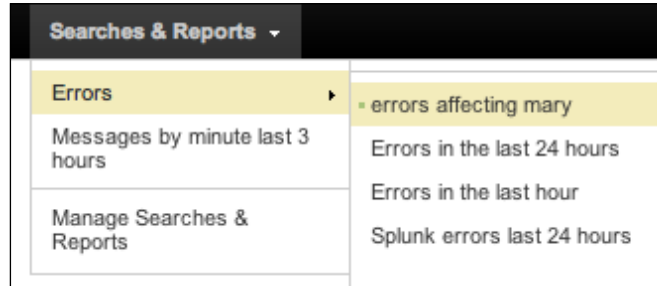 Searches & Reports
Errors
Messages by minute last 3
hours
Manage Searches &
Reports
errors affecting mary
Errors in the last 24 hours
Errors in the last hour
Splunk errors last 24 hours